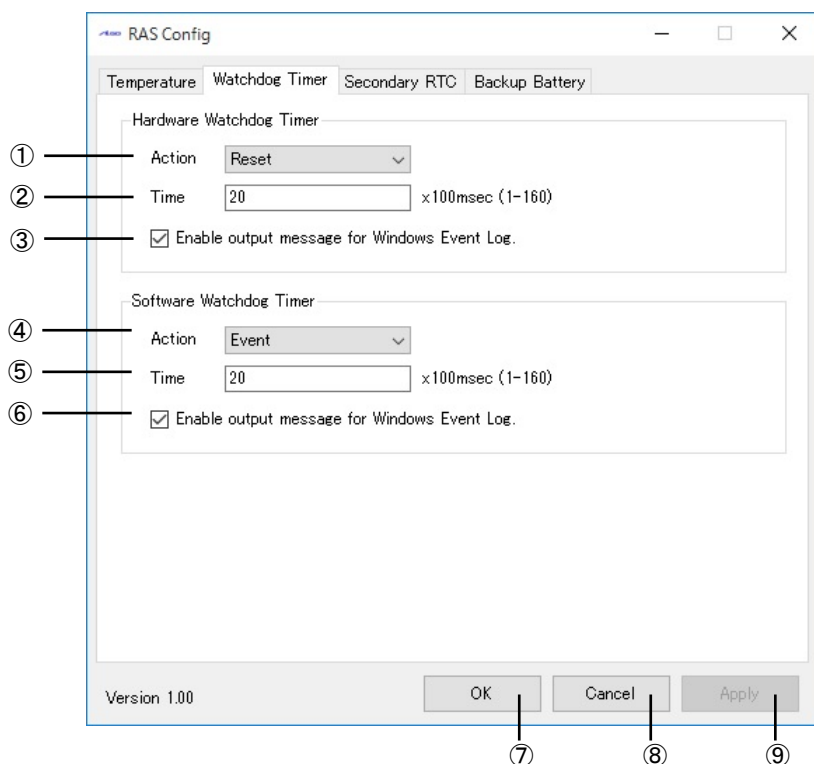 RAS Config
Temperature Watchdog Timer Secondary RTC Backup Battery
Hardware Watchdog Timer
① Action Reset
② Time 20 x100msec (1-160)
③ Enable output message for Windows Event Log.
Software Watchdog Timer
④ Action Event
⑤ Time 20 x100msec (1-160)
⑥ Enable output message for Windows Event Log.
Version 1.00 OK Cancel Apply
⑦ ⑧ ⑨